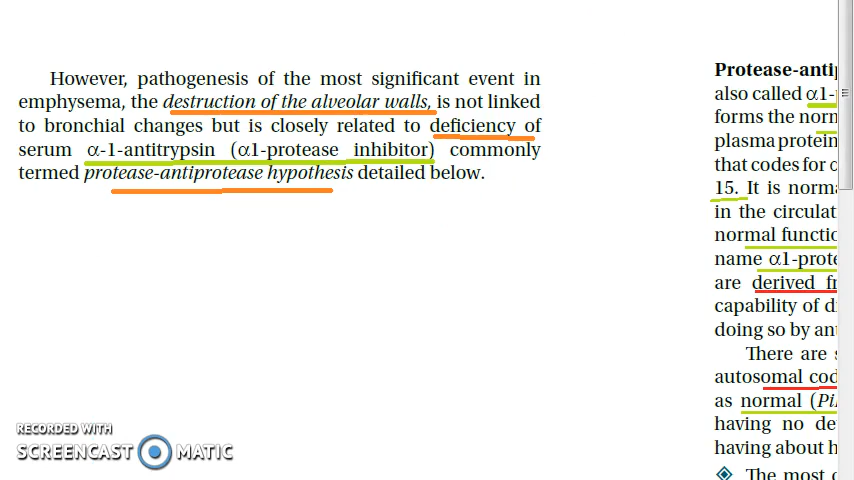 However, pathogenesis of the most significant event in
emphysema, the destruction of the alveolar walls, is not linked
to bronchial changes but is closely related to deficiency of
serum α-1-antitrypsin (α1-protease inhibitor) commonly
termed protease-antiprotease hypothesis detailed below.
Protease-anti
also called α1-
forms the norm
plasma protein
that codes for α
15. It is norma
in the circulat
normal functio
name α1-prote
are derived fr
capability of d
doing so by an
There are s
autosomal cod
as normal (Pi
having no de
having about h
The most c
RECORDED WITH
SCREENCAST MATIC